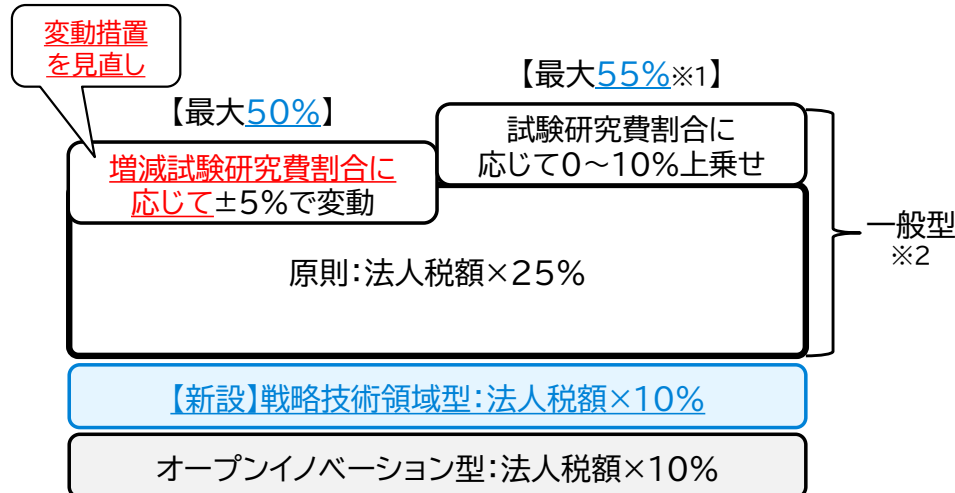 変動措置
を見直し
【最大50%】
【最大55%※1】
増減試験研究費割合に
応じて±5%で変動
試験研究費割合に
応じて0～10%上乗せ
原則：法人税額×25%
一般型
※2
【新設】戦略技術領域型：法人税額×10%
オープンイノベーション型：法人税額×10%